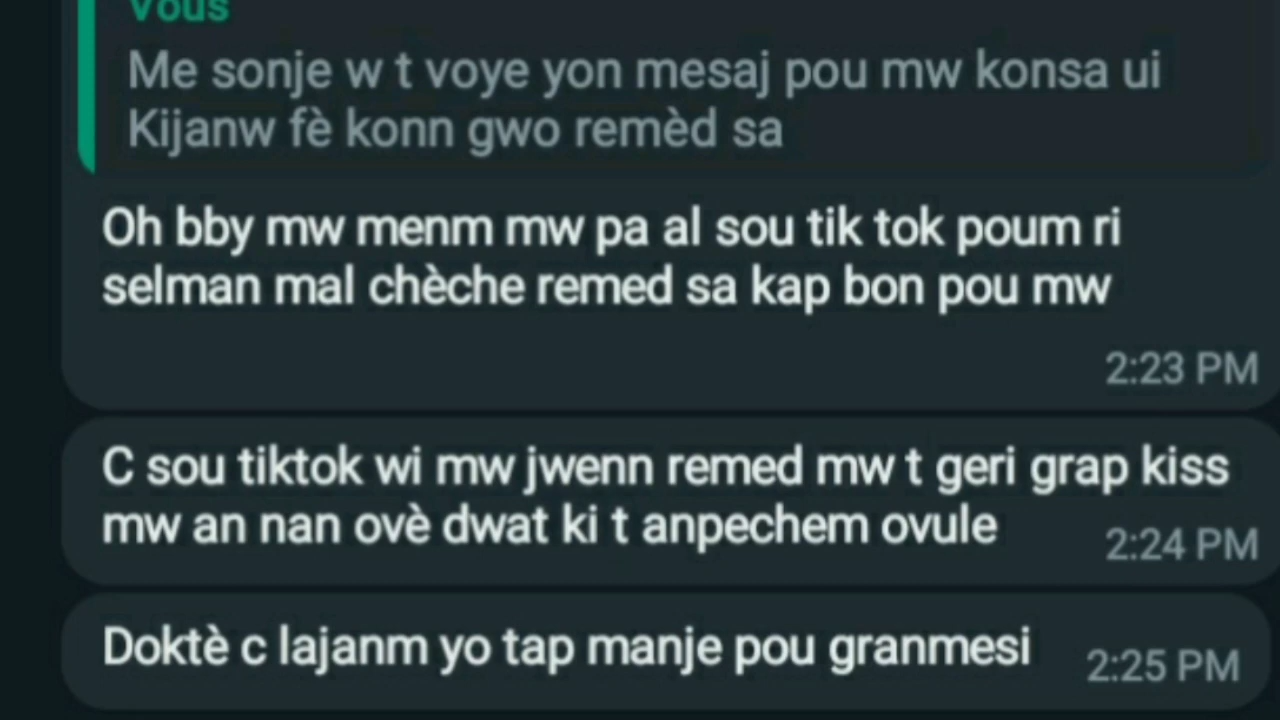 Vous
Me sonje w t voye yon mesaj pou mw konsa ui
Kijanw fè konn gwo remèd sa
Oh bby mw menm mw pa al sou tik tok poum ri
selman mal chèche remed sa kap bon pou mw
2:23 PM
C sou tiktok wi mw jwenn remed mw t geri grap kiss
mw an nan ovè dwat ki t anpechem ovule
2:24 PM
Doktè c lajanm yo tap manje pou granmesi
2:25 PM